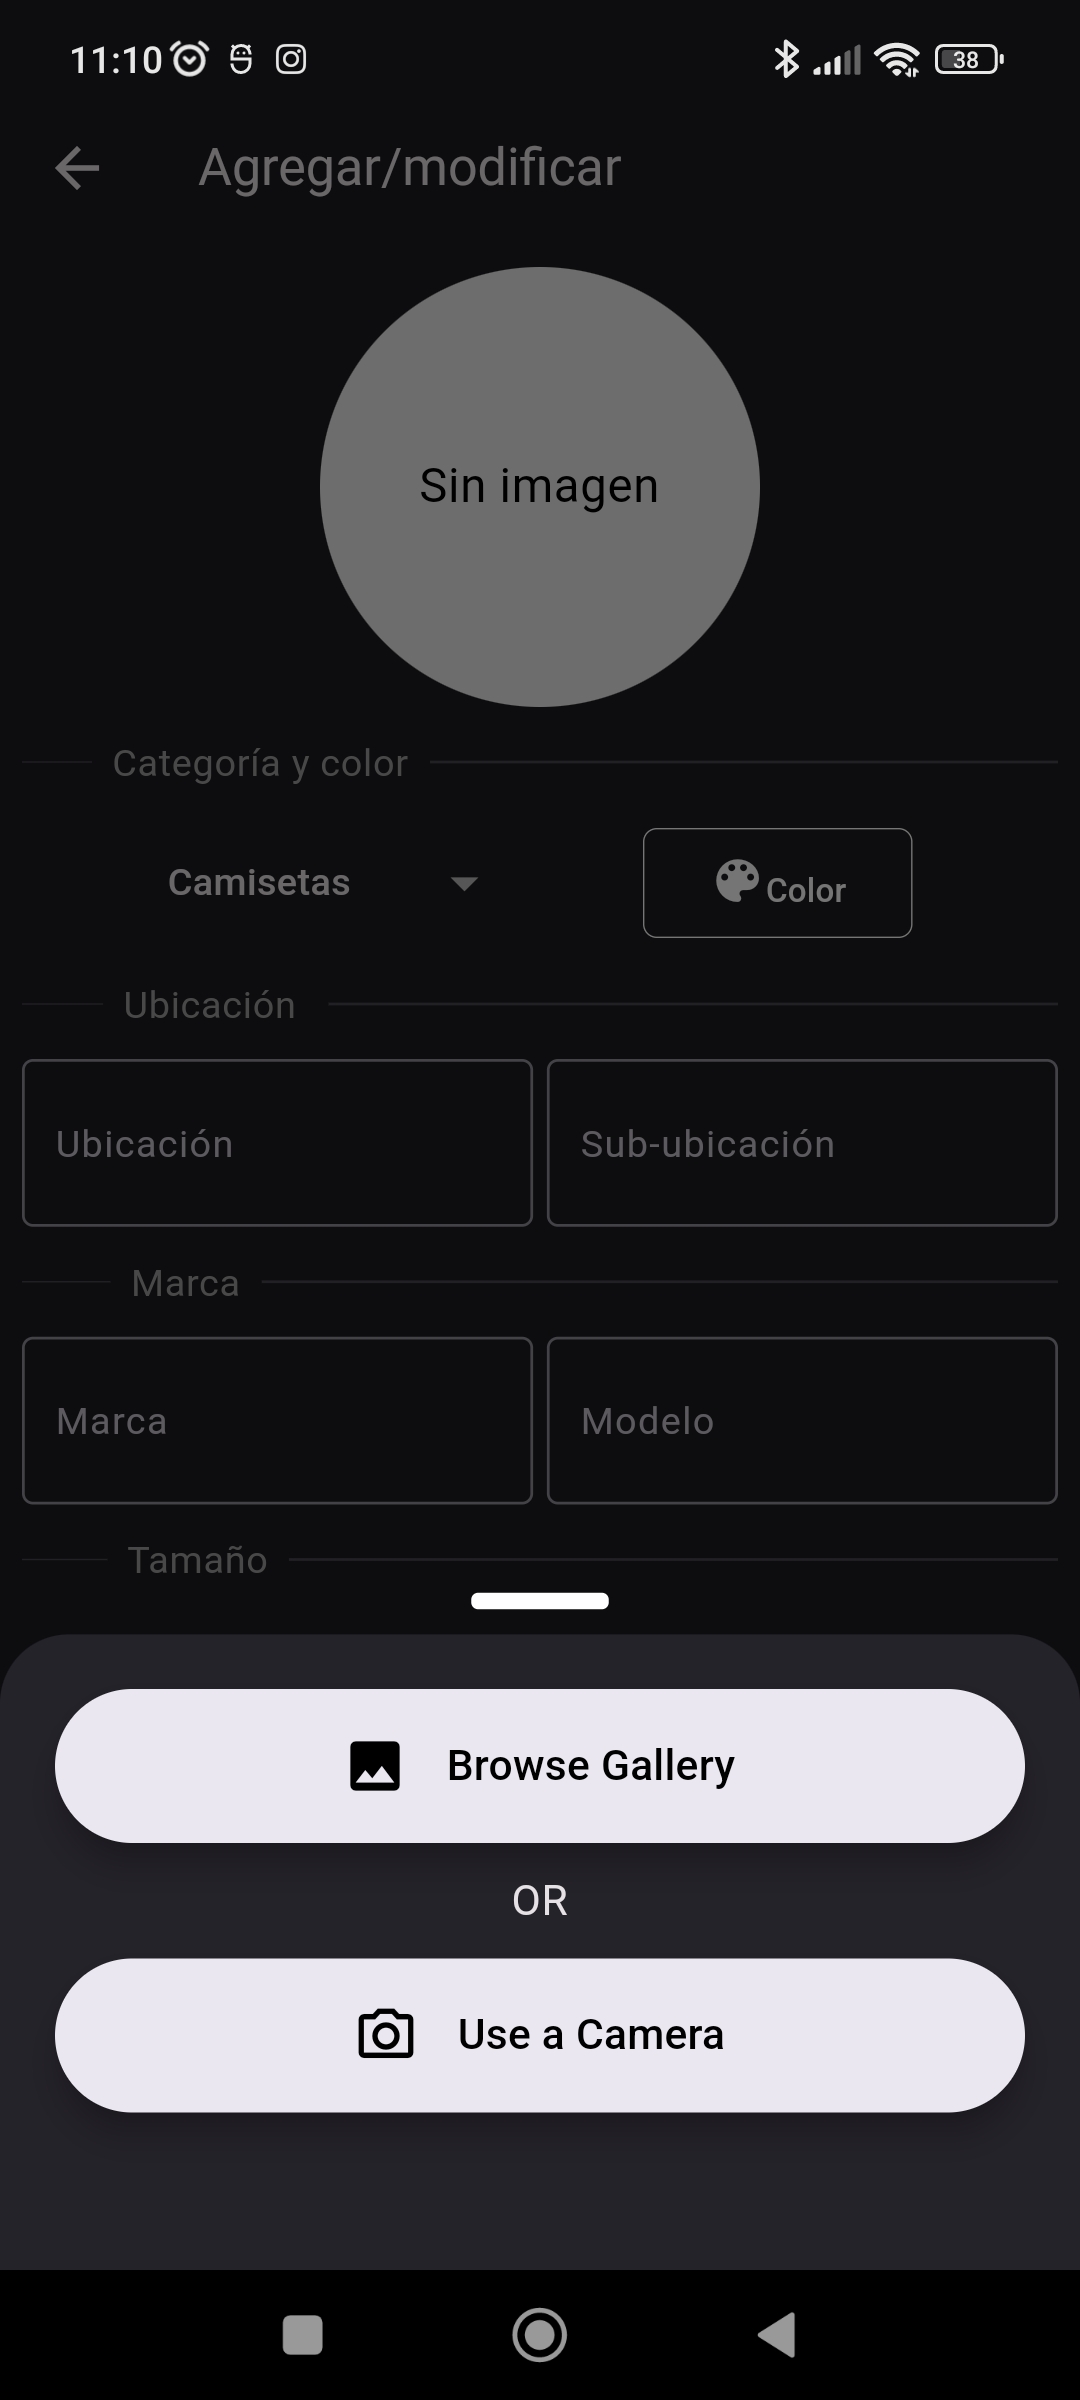 11:10
38
Agregar/modificar
Sin imagen
Categoría y color
Camisetas
Color
Ubicación
Ubicación
Sub-ubicación
Marca
Marca
Modelo
Tamaño
Browse Gallery
OR
Use a Camera